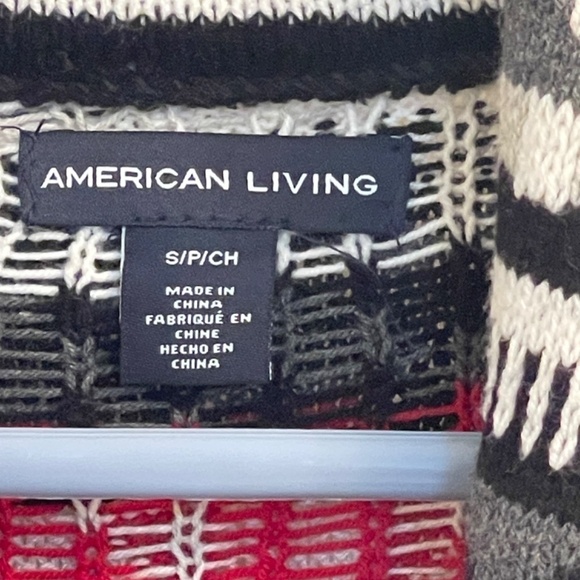 AMERICAN LIVING
S/P/CH
MADE IN
CHINA
FABRIQUÉ EN
CHINE
HECHO EN
CHINA